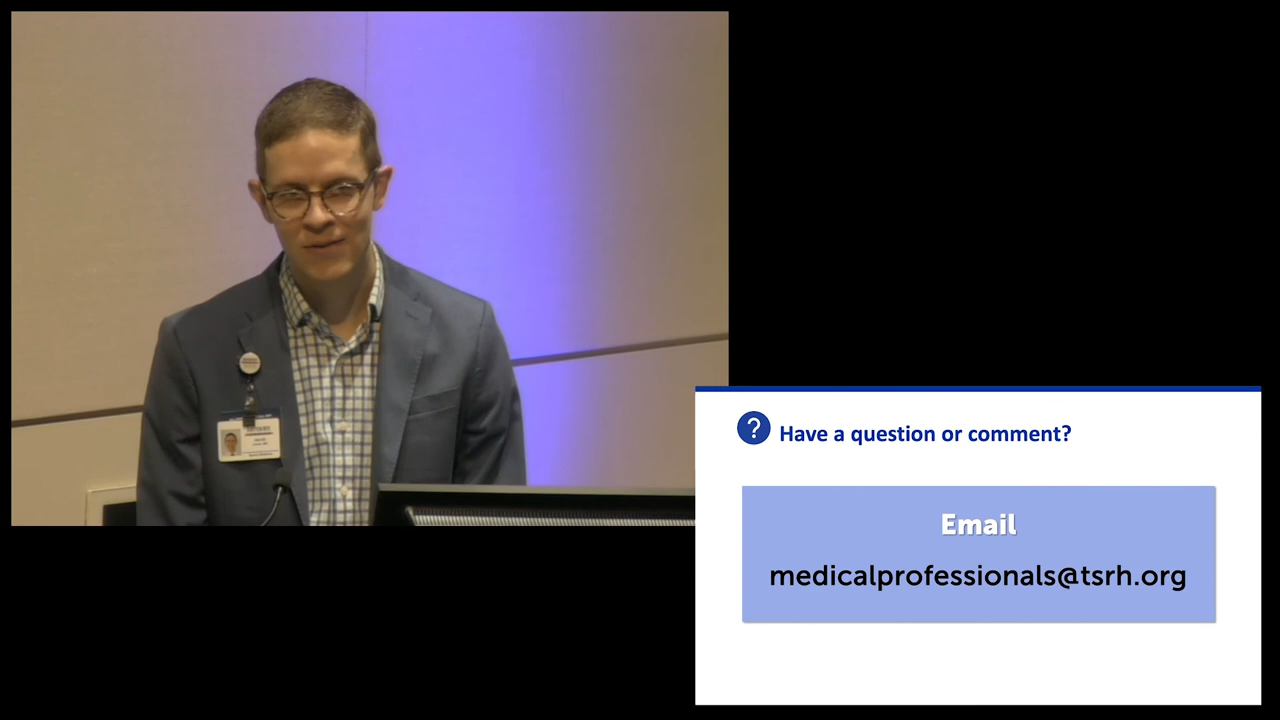 ?
Have a question or comment?
Email
medicalprofessionals@tsrh.org